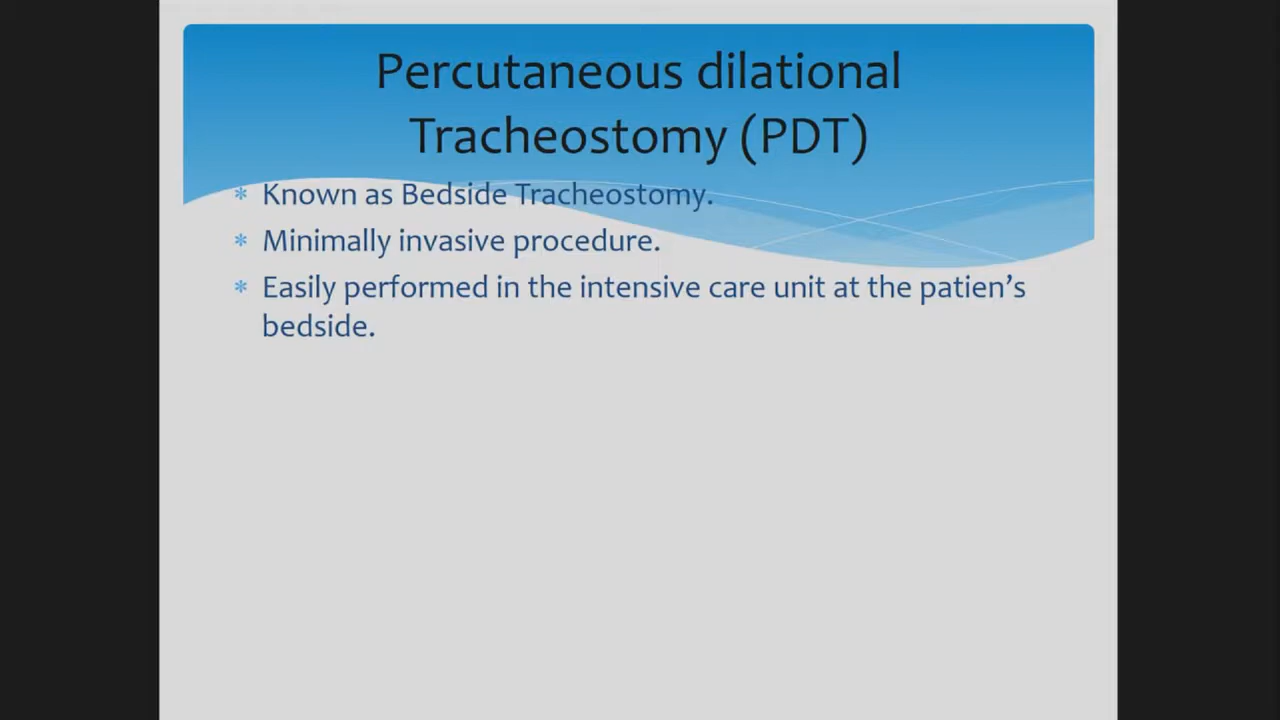 Percutaneous dilational
Tracheostomy (PDT)
* Known as Bedside Tracheostomy.
* Minimally invasive procedure.
* Easily performed in the intensive care unit at the patien’s
bedside.